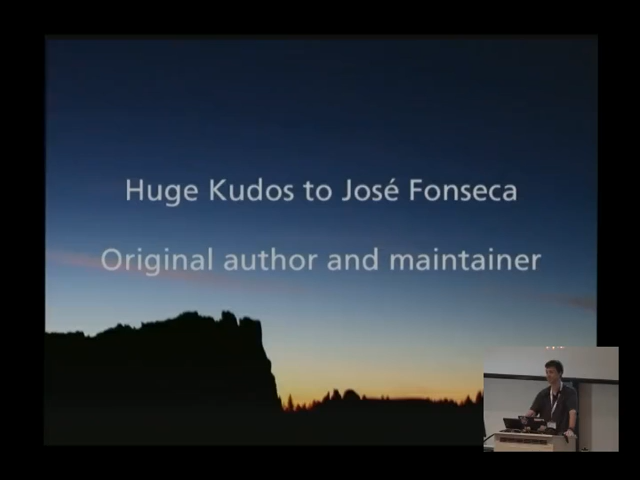 Huge Kudos to José Fonseca
Original author and maintainer